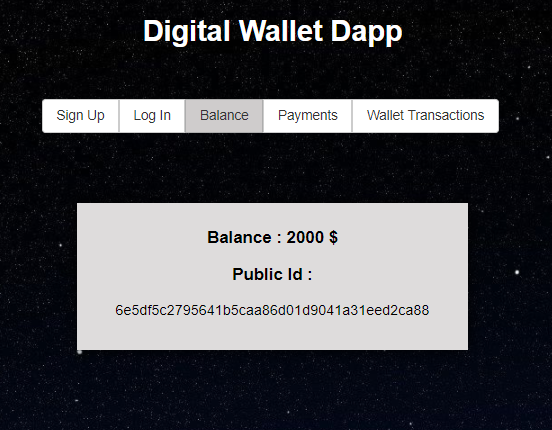 Digital Wallet Dapp
Sign Up Log In Balance Payments Wallet Transactions
Balance : 2000 $
Public Id :
6e5df5c2795641b5caa86d01d9041a31eed2ca88